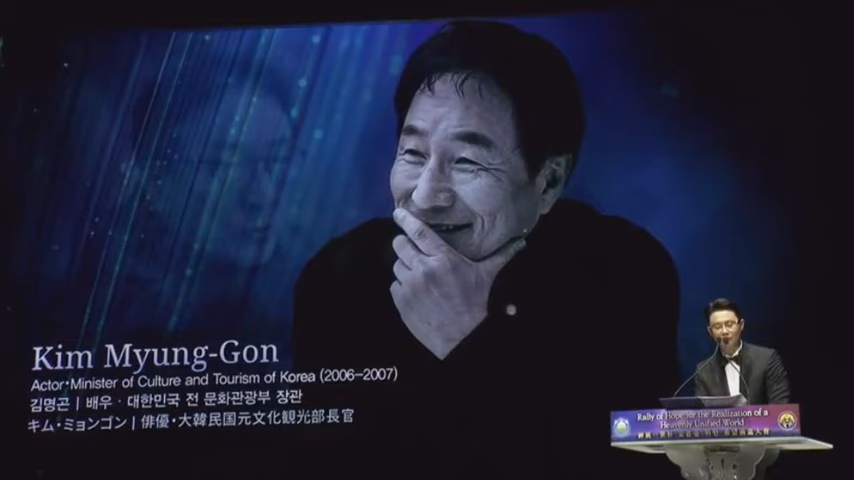 Kim Myung-Gon
Actor•Minister of Culture and Tourism of Korea (2006-2007)
김명곤 | 배우 · 대한민국 전 문화관광부 장관
キム・ミョンゴン | 俳優・大韓民国元文化観光部長官
Rally of Hope for the Realization of a
Heavenly Unified World